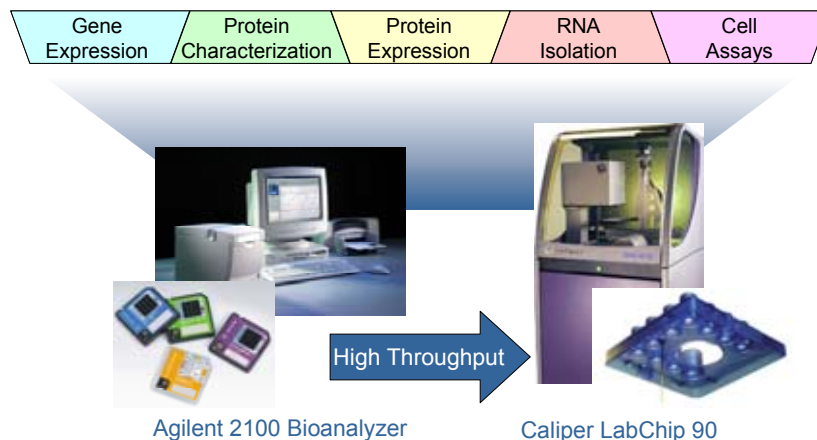 Gene Expression
Protein Characterization
Protein Expression
RNA Isolation
Cell Assays
High Throughput
Agilent 2100 Bioanalyzer
Caliper LabChip 90